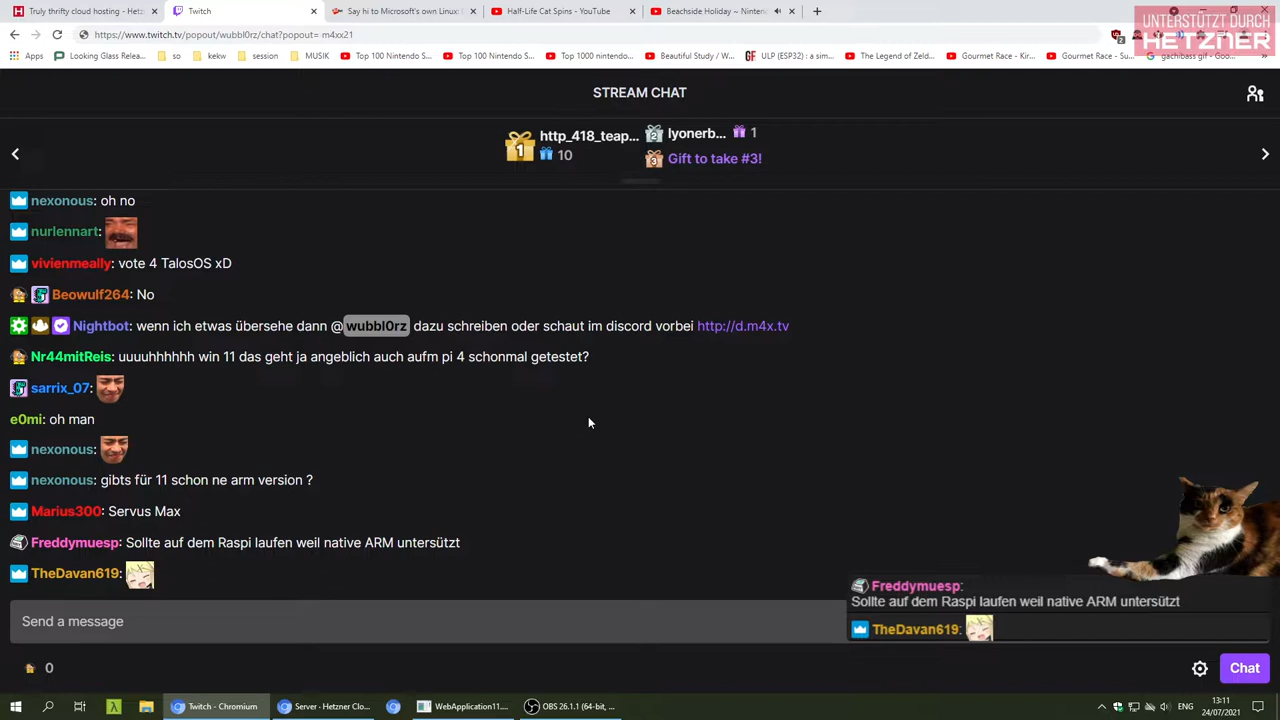 Truly thrifty cloud hosting - Hetz
Twitch
Say hi to Microsoft's own Linux:
Half-Life Cat Spins - YouTube
Beachside Holiday ~ Ninten
UNTERSTÜTZT DURCH
HETZNER
https://www.twitch.tv/popout/wubbl0rz/chat?popout= m4xx21
Apps
Looking Glass Releas...
so
kekw
session
MUSIK
Top 100 Nintendo S...
Top 100 Nintendo S...
Top 1000 nintendo...
Beautiful Study / W...
ULP (ESP32) : a sim...
The Legend of Zeld...
Gourmet Race - Kir...
Gourmet Race - Su...
gachibass gif - Goo...
STREAM CHAT
1
http_418_teap...
10
2
lyonerb...
1
3
Gift to take #3!
nexonous: oh no
nurlennart:
vivienmeally: vote 4 TalosOS xD
Beowulf264: No
Nightbot: wenn ich etwas übersehe dann @wubbl0rz dazu schreiben oder schaut im discord vorbei http://d.m4x.tv
Nr44mitReis: uuuuhhhhhh win 11 das geht ja angeblich auch aufm pi 4 schonmal getestet?
sarrix_07:
e0mi: oh man
nexonous:
nexonous: gibts für 11 schon ne arm version ?
Marius300: Servus Max
Freddymuesp: Sollte auf dem Raspi laufen weil native ARM untersützt
TheDavan619:
Freddymuesp:
Sollte auf dem Raspi laufen weil native ARM untersützt
TheDavan619:
Send a message
0
Chat
Twitch - Chromium
Server · Hetzner Clo...
WebApplication11...
OBS 26.1.1 (64-bit, ...
13:11
24/07/2021